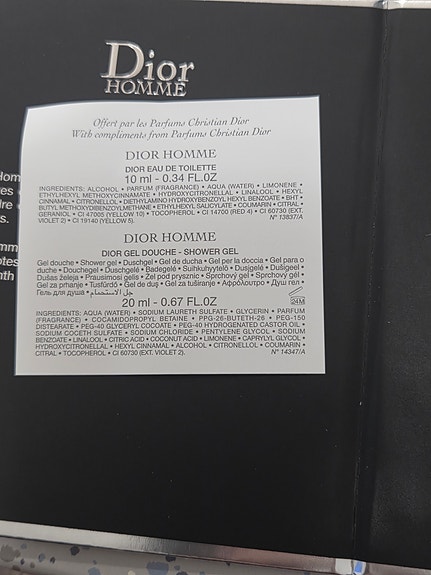 Dior
HOMME
Offert par les Parfums Christian Dior
With compliments from Parfums Christian Dior
DIOR HOMME
DIOR EAU DE TOILETTE
10 ml - 0.34 FL.OZ
INGREDIENTS: ALCOHOL • PARFUM (FRAGRANCE) • AQUA (WATER) • LIMONENE •
ETHYLHEXYL METHOXYCINNAMATE • HYDROXYCITRONELLAL • LINALOOL • HEXYL
CINNAMAL • CITRONELLOL • DIETHYLAMINO HYDROXYBENZOYL HEXYL BENZOATE • BHT •
BUTYL METHOXYDIBENZOYLMETHANE • ETHYLHEXYL SALICYLATE • COUMARIN • CITRAL •
GERANIOL • CI 47005 (YELLOW 10) • TOCOPHEROL • CI 14700 (RED 4) • CI 60730 (EXT.
VIOLET 2) • CI 19140 (YELLOW 5). N° 13837/A
DIOR HOMME
DIOR GEL DOUCHE - SHOWER GEL
Gel douche • Shower gel • Duschgel • Gel de ducha • Gel per la doccia • Gel para o
duche • Douchegel • Duschgelé • Badegelé • Suihkuhyytelö • Dusjgelé • Dušigeel •
Dušas želeja • Prausimosi gelis • Żel pod prysznic • Sprchový gel • Sprchový gél •
Gel za prhanje • Tusfürdő • Gel de duş • Gel za tuširanje • Αφρόλουτρο • Душ гел •
Гель для душа • جل الاستحمام
20 ml - 0.67 FL.OZ
24M
INGREDIENTS: AQUA (WATER) • SODIUM LAURETH SULFATE • GLYCERIN • PARFUM
(FRAGRANCE) • COCAMIDOPROPYL BETAINE • PPG-26-BUTETH-26 • PEG-150
DISTEARATE • PEG-40 GLYCERYL COCOATE • PEG-40 HYDROGENATED CASTOR OIL •
SODIUM COCETH SULFATE • SODIUM CHLORIDE • PENTYLENE GLYCOL • SODIUM
BENZOATE • LINALOOL • CITRIC ACID • COCONUT ACID • LIMONENE • CAPRYLYL GLYCOL •
HYDROXYCITRONELLAL • HEXYL CINNAMAL • ALCOHOL • CITRONELLOL • COUMARIN •
CITRAL • TOCOPHEROL • CI 60730 (EXT. VIOLET 2). N° 14347/A